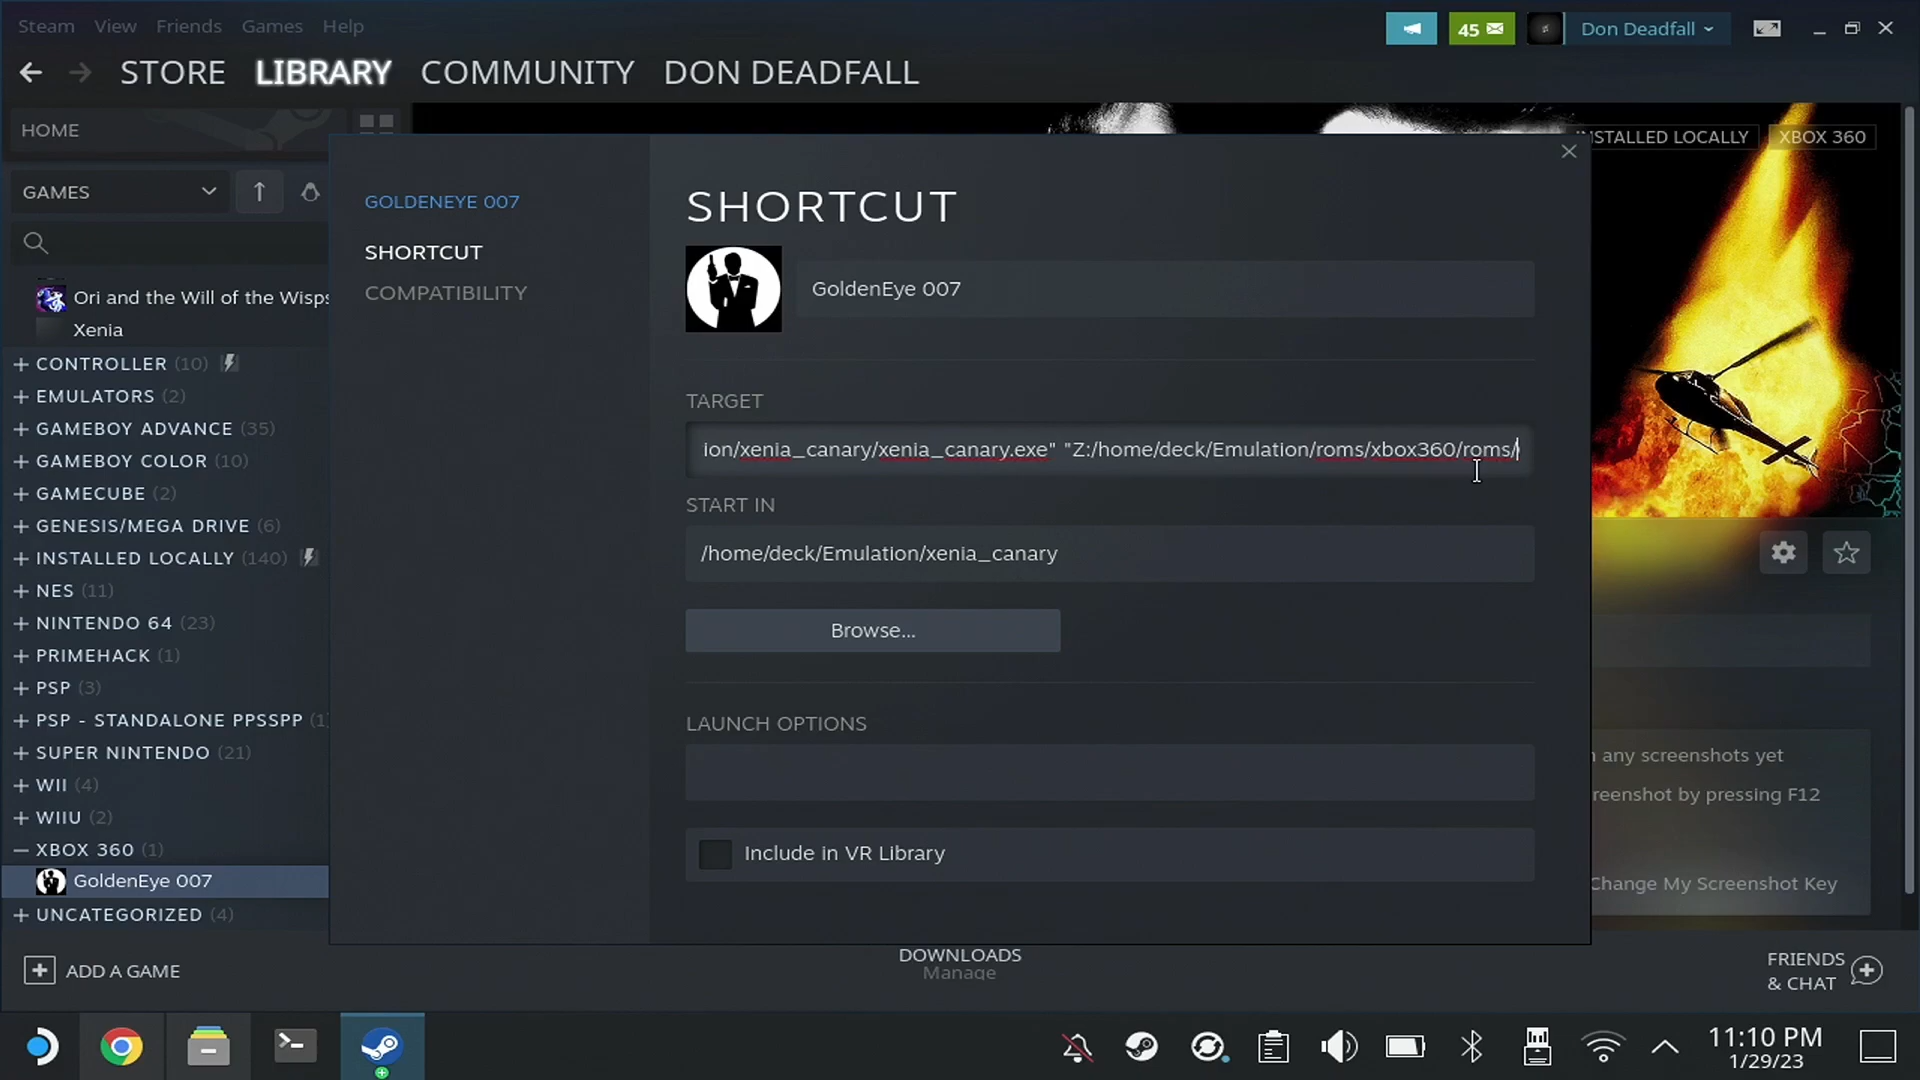 Steam View Friends Games Help
45 Don Deadfall
STORE LIBRARY COMMUNITY DON DEADFALL
HOME
NSTALLED LOCALLY XBOX 360
GAMES
GOLDENEYE 007
SHORTCUT
SHORTCUT
COMPATIBILITY
GoldenEye 007
Ori and the Will of the Wisps
Xenia
+ CONTROLLER (10)
+ EMULATORS (2)
+ GAMEBOY ADVANCE (35)
+ GAMEBOY COLOR (10)
+ GAMECUBE (2)
+ GENESIS/MEGA DRIVE (6)
+ INSTALLED LOCALLY (140)
+ NES (11)
+ NINTENDO 64 (23)
+ PRIMEHACK (1)
+ PSP (3)
+ PSP - STANDALONE PPSSPP (1
+ SUPER NINTENDO (21)
+ WII (4)
+ WIIU (2)
— XBOX 360 (1)
GoldenEye 007
+ UNCATEGORIZED (4)
TARGET
ion/xenia_canary/xenia_canary.exe" "Z:/home/deck/Emulation/roms/xbox360/roms/
START IN
/home/deck/Emulation/xenia_canary
Browse...
LAUNCH OPTIONS
Include in VR Library
any screenshots yet
reenshot by pressing F12
Change My Screenshot Key
+ ADD A GAME
DOWNLOADS
Manage
FRIENDS
& CHAT
11:10 PM
1/29/23